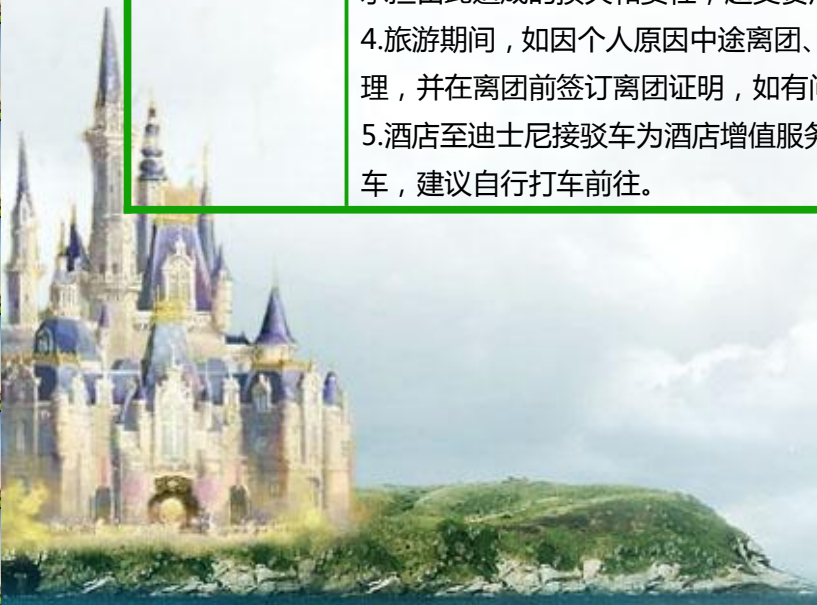 4.旅游期间，如因个人原因中途离团、
理，并在离团前签订离团证明，如有
5.酒店至迪士尼接驳车为酒店增值服务
车，建议自行打车前往。